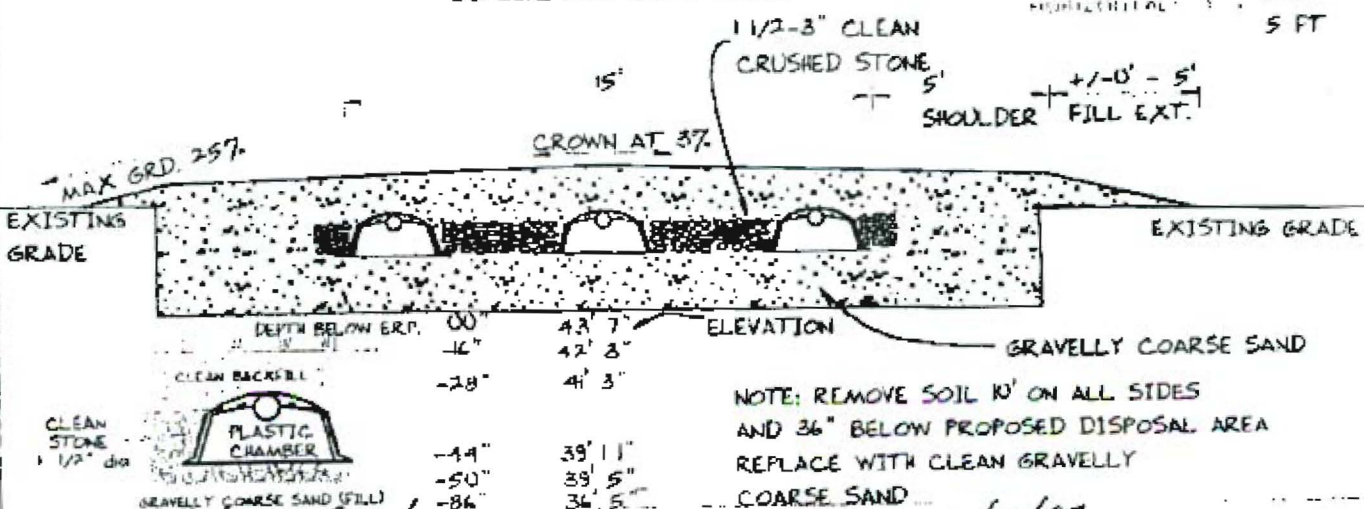 1 1/2-3" CLEAN
CRUSHED STONE
5 FT
15'
5'
SHOULDER
+/-0' - 5'
FILL EXT.
MAX GRD. 25%
CROWN AT 3%
EXISTING
GRADE
EXISTING GRADE
DEPTH BELOW E.R.P. 00" 43' 7" ELEVATION
-16" 42' 3"
-28" 41' 3"
-44" 39' 11"
-50" 39' 5"
-86" 36' 5"
GRAVELLY COARSE SAND
CLEAN BACKFILL
CLEAN
STONE
1/2" dia
PLASTIC
CHAMBER
GRAVELLY COARSE SAND (FILL)
NOTE: REMOVE SOIL 10' ON ALL SIDES
AND 36" BELOW PROPOSED DISPOSAL AREA
REPLACE WITH CLEAN GRAVELLY
COARSE SAND